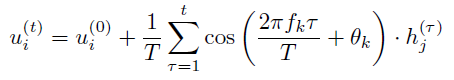 $u_i^{(t)} = u_i^{(0)} + \frac{1}{T} \sum_{\tau=1}^{t} \cos\left(\frac{2\pi f_k \tau}{T} + \theta_k\right) \cdot h_j^{(\tau)}$